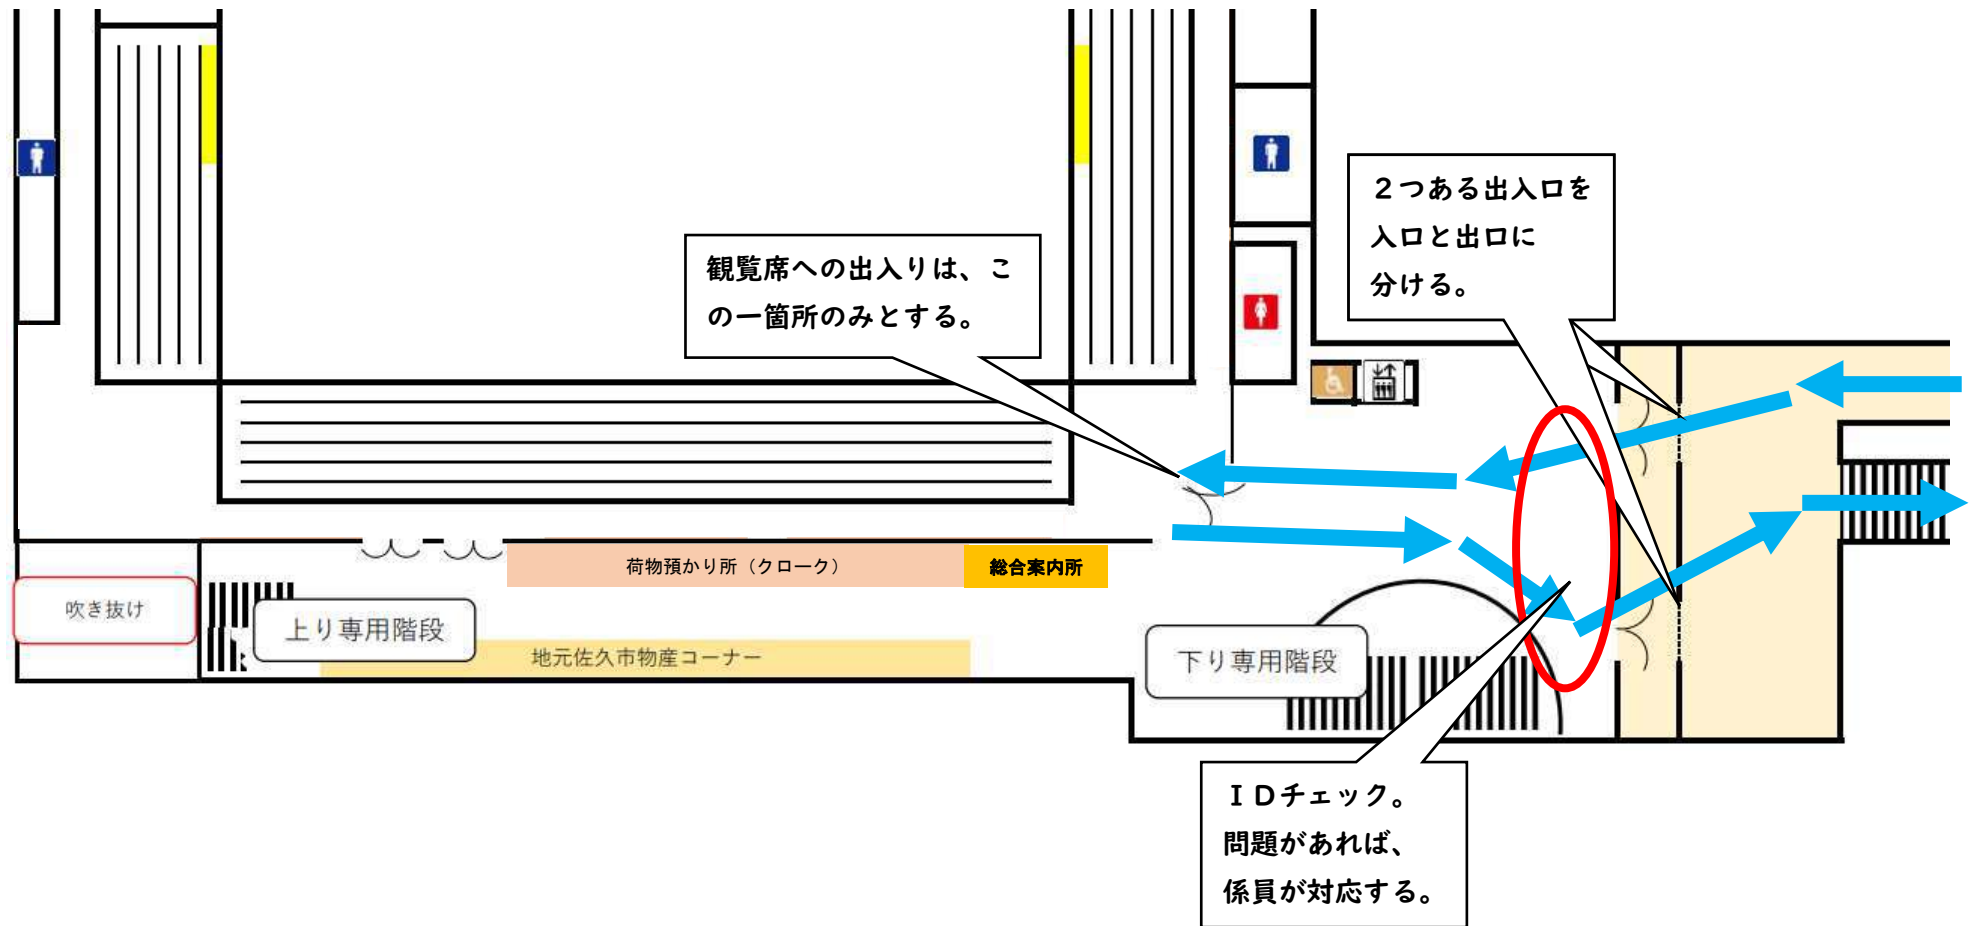 ２つある出入口を
入口と出口に
分ける。
観覧席への出入りは、こ
の一箇所のみとする。
荷物預かり所（クローク）
総合案内所
吹き抜け
上り専用階段
地元佐久市物産コーナー
下り専用階段
ＩＤチェック。
問題があれば、
係員が対応する。